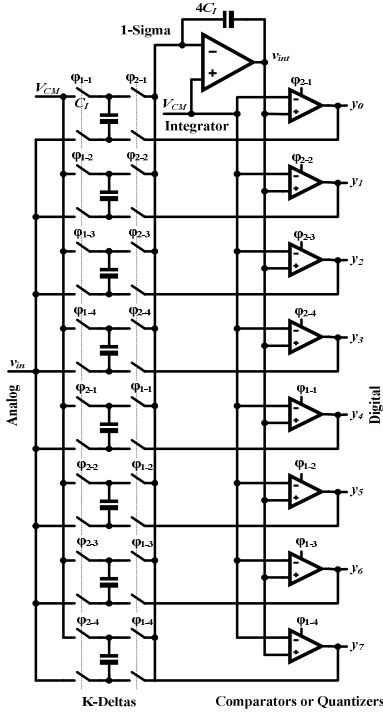 4C_I
1-Sigma
v_int
φ1-1 φ2-1
V_CM C_I
V_CM
Integrator
φ2-1
y0
φ1-2 φ2-2
φ2-2
y1
φ1-3 φ2-3
φ2-3
y2
φ1-4 φ2-4
φ2-4
y3
v_in
Analog
Digital
φ2-1 φ1-1
φ1-1
y4
φ2-2 φ1-2
φ1-2
y5
φ2-3 φ1-3
φ1-3
y6
φ2-4 φ1-4
φ1-4
y7
K-Deltas
Comparators or Quantizers